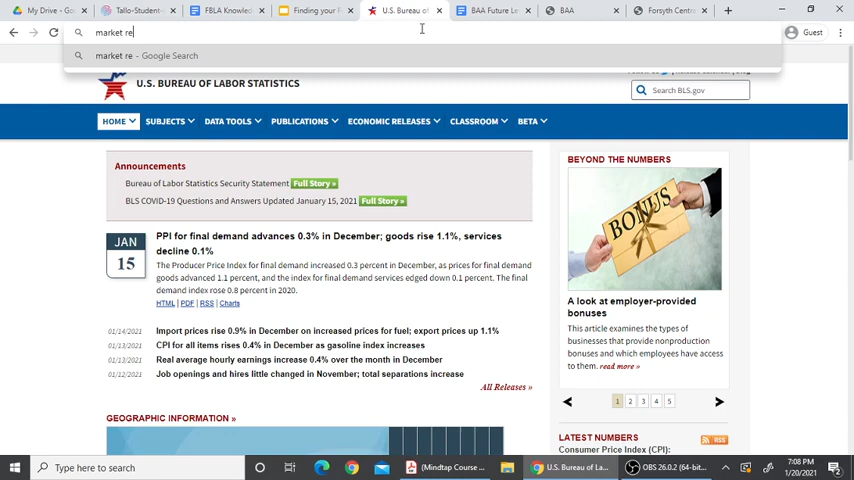 My Drive - Go
Tallo-Student-
FBLA Knowled
Finding your F
U.S. Bureau of
BAA Future Le
BAA
Forsyth Centra
market re
Guest
market re - Google Search
U.S. BUREAU OF LABOR STATISTICS
Search BLS.gov
HOME SUBJECTS DATA TOOLS PUBLICATIONS ECONOMIC RELEASES CLASSROOM BETA
Announcements
Bureau of Labor Statistics Security Statement Full Story »
BLS COVID-19 Questions and Answers Updated January 15, 2021 Full Story »
JAN
15
PPI for final demand advances 0.3% in December; goods rise 1.1%, services
decline 0.1%
The Producer Price Index for final demand increased 0.3 percent in December, as prices for final demand
goods advanced 1.1 percent, and the index for final demand services edged down 0.1 percent. The
final demand index rose 0.8 percent in 2020.
HTML | PDF | RSS | Charts
01/14/2021 Import prices rise 0.9% in December on increased prices for fuel; export prices up 1.1%
01/13/2021 CPI for all items rises 0.4% in December as gasoline index increases
01/13/2021 Real average hourly earnings increase 0.4% over the month in December
01/12/2021 Job openings and hires little changed in November; total separations increase
All Releases »
GEOGRAPHIC INFORMATION »
BEYOND THE NUMBERS
BONUS
A look at employer-provided
bonuses
This article examines the types of
businesses that provide nonproduction
bonuses and which employees have access
to them. read more »
1 2 3 4 5
LATEST NUMBERS
RSS
Consumer Price Index (CPI):
Type here to search
(Mindtap Course ...
U.S. Bureau of La...
OBS 26.0.2 (64-bit...
7:08 PM
1/20/2021
2